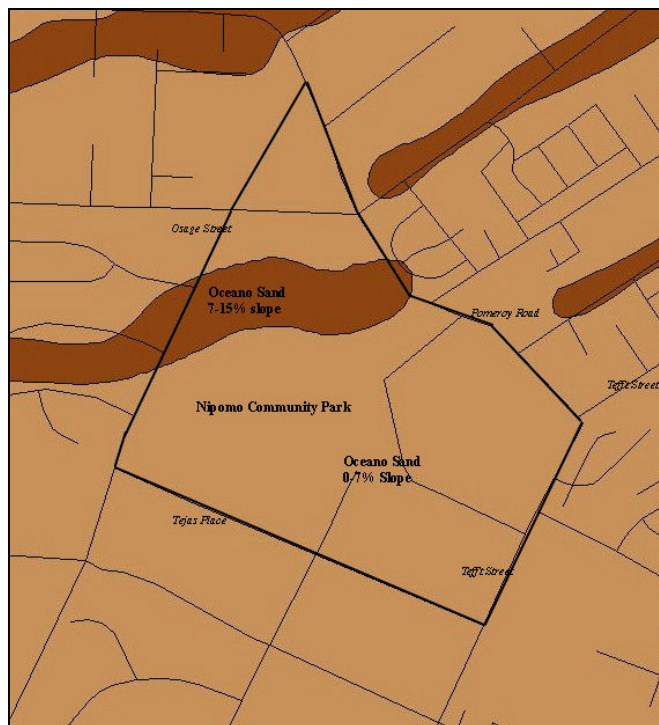 Osage Street
Oceano Sand
7-15% slope
Pomeroy Road
Tefft Street
Nipomo Community Park
Oceano Sand
0-7% Slope
Tejas Place
Tefft Street